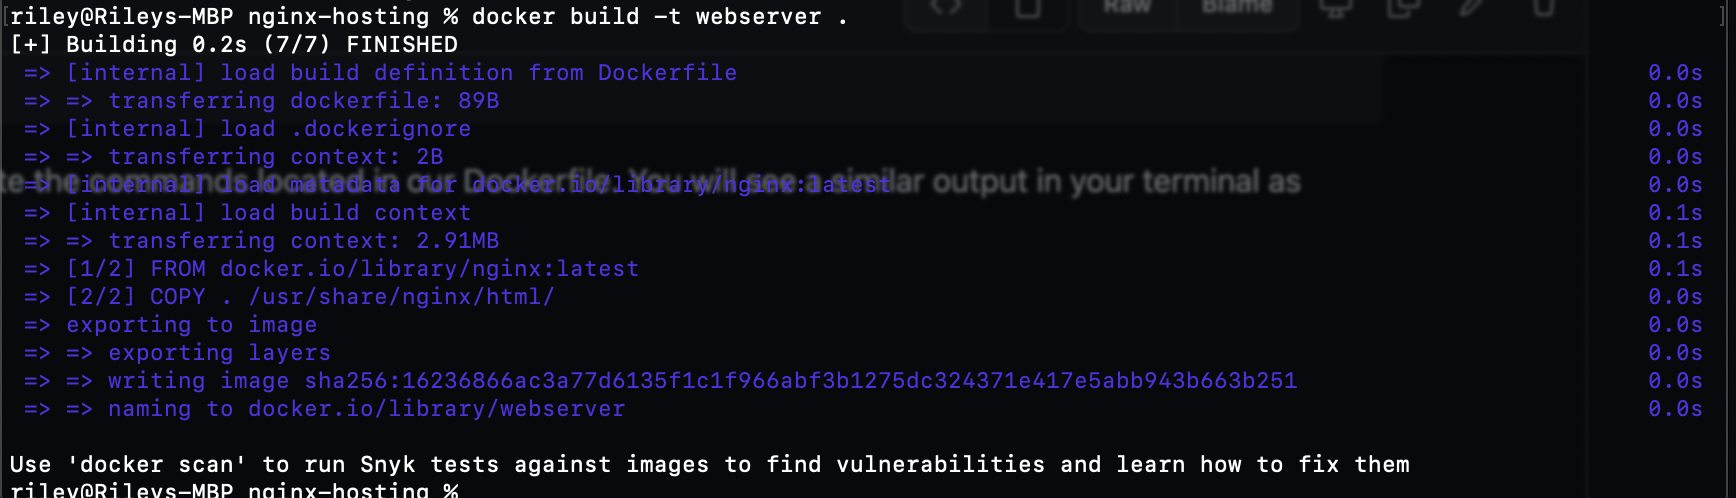 Raw Blame
riley@Rileys-MBP nginx-hosting % docker build -t webserver .
[+] Building 0.2s (7/7) FINISHED
=> [internal] load build definition from Dockerfile 0.0s
=> => transferring dockerfile: 89B 0.0s
=> [internal] load .dockerignore 0.0s
=> => transferring context: 2B 0.0s
te the commands located in our Dockerfile. You will see a similar output in your terminal as
=> [internal] load metadata for docker.io/library/nginx:latest 0.0s
=> [internal] load build context 0.1s
=> => transferring context: 2.91MB 0.1s
=> [1/2] FROM docker.io/library/nginx:latest 0.1s
=> [2/2] COPY . /usr/share/nginx/html/ 0.0s
=> exporting to image 0.0s
=> => exporting layers 0.0s
=> => writing image sha256:16236866ac3a77d6135f1c1f966abf3b1275dc324371e417e5abb943b663b251 0.0s
=> => naming to docker.io/library/webserver 0.0s
Use 'docker scan' to run Snyk tests against images to find vulnerabilities and learn how to fix them
riley@Rileys-MBP nginx-hosting %